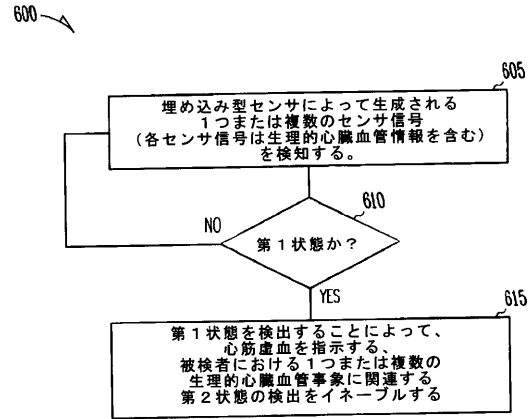 600
605
埋め込み型センサによって生成される
1つまたは複数のセンサ信号
(各センサ信号は生理的心臓血管情報を含む)
を検知する。
610
NO
第1状態か?
YES
615
第1状態を検出することによって、
心筋虚血を指示する、
被検者における1つまたは複数の
生理的心臓血管事象に関連する
第2状態の検出をイネーブルする